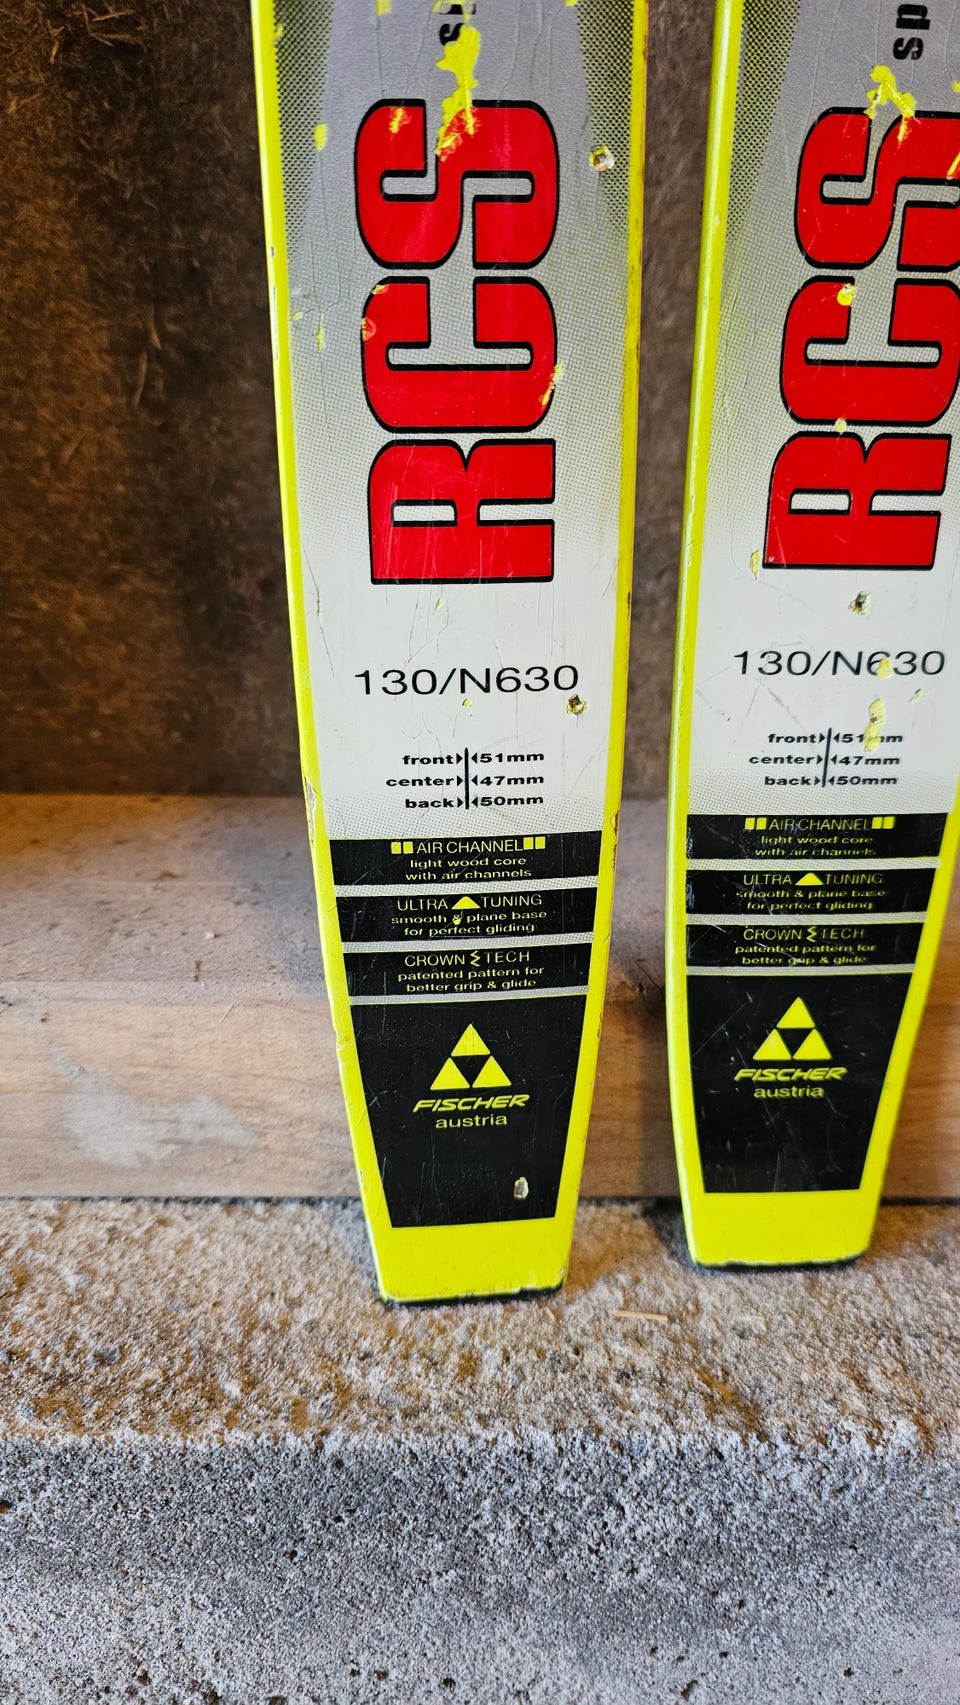 RCS
130/N630
front 51mm
center 47mm
back 50mm
AIR CHANNEL
light wood core
with air channels
ULTRA TUNING
smooth & plane base
for perfect gliding
CROWN TECH
patented pattern for
better grip & glide
FISCHER
austria
sp
RCS
130/N630
front 51mm
center 47mm
back 50mm
AIR CHANNEL
light wood core
with air channels
ULTRA TUNING
smooth & plane base
for perfect gliding
CROWN TECH
patented pattern for
better grip & glide
FISCHER
austria